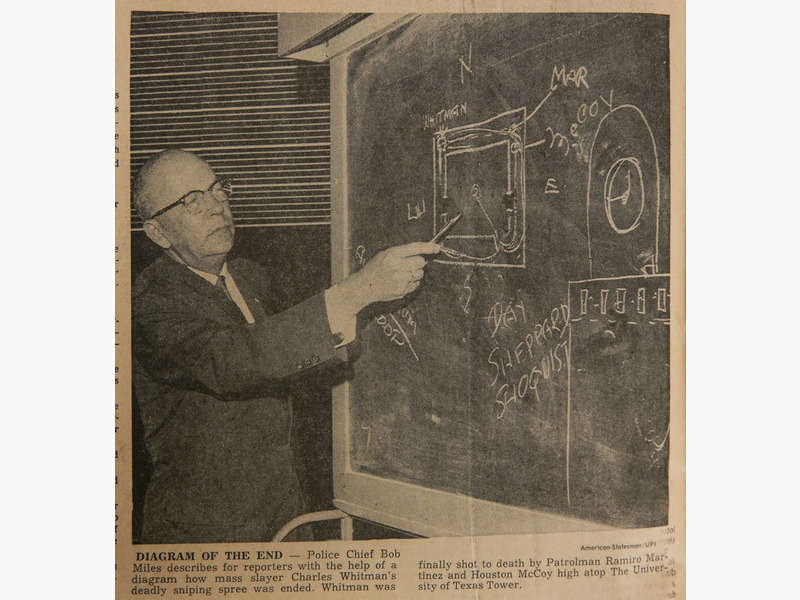 N
MAR
McCOY
WHITMAN
E
W
S
DAY
SHEPPARD
SHOQUIST
American-Statesman/UPI
DIAGRAM OF THE END — Police Chief Bob
Miles describes for reporters with the help of a
diagram how mass slayer Charles Whitman's
deadly sniping spree was ended. Whitman was
finally shot to death by Patrolman Ramiro Mar-
tinez and Houston McCoy high atop The Univer-
sity of Texas Tower.